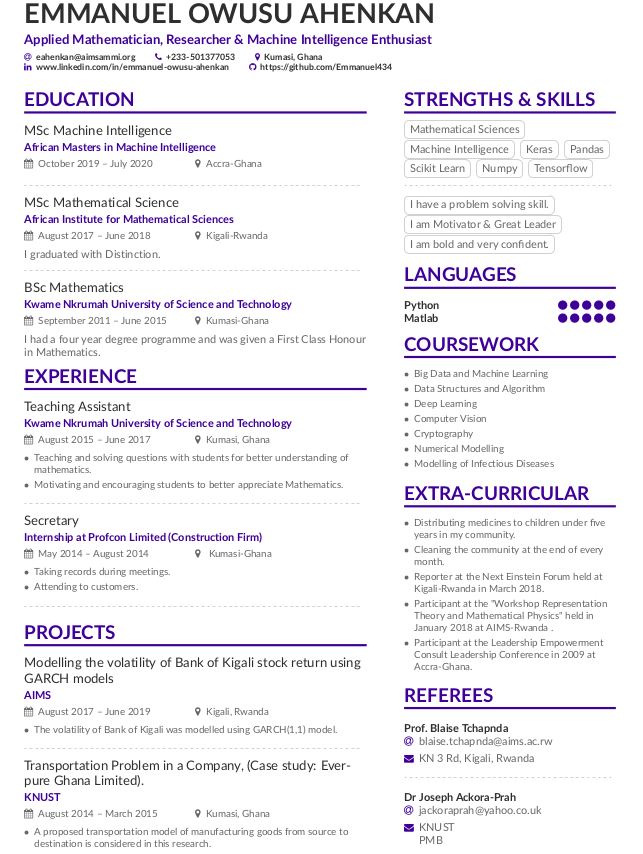 EMMANUEL OWUSU AHENKAN
Applied Mathematician, Researcher & Machine Intelligence Enthusiast
eahenkan@aimsammi.org +233-501377053 Kumasi, Ghana
www.linkedin.com/in/emmanuel-owusu-ahenkan https://github.com/Emmanuel434
EDUCATION
MSc Machine Intelligence
African Masters in Machine Intelligence
October 2019 – July 2020 Accra-Ghana
MSc Mathematical Science
African Institute for Mathematical Sciences
August 2017 – June 2018 Kigali-Rwanda
I graduated with Distinction.
BSc Mathematics
Kwame Nkrumah University of Science and Technology
September 2011 – June 2015 Kumasi-Ghana
I had a four year degree programme and was given a First Class Honour
in Mathematics.
EXPERIENCE
Teaching Assistant
Kwame Nkrumah University of Science and Technology
August 2015 – June 2017 Kumasi, Ghana
• Teaching and solving questions with students for better understanding of
mathematics.
• Motivating and encouraging students to better appreciate Mathematics.
Secretary
Internship at Profcon Limited (Construction Firm)
May 2014 – August 2014 Kumasi-Ghana
• Taking records during meetings.
• Attending to customers.
PROJECTS
Modelling the volatility of Bank of Kigali stock return using
GARCH models
AIMS
August 2017 – June 2019 Kigali, Rwanda
• The volatility of Bank of Kigali was modelled using GARCH(1,1) model.
Transportation Problem in a Company, (Case study: Ever-
pure Ghana Limited).
KNUST
August 2014 – March 2015 Kumasi, Ghana
• A proposed transportation model of manufacturing goods from source to
destination is considered in this research.
STRENGTHS & SKILLS
Mathematical Sciences
Machine Intelligence Keras Pandas
Scikit Learn Numpy Tensorflow
I have a problem solving skill.
I am Motivator & Great Leader
I am bold and very confident.
LANGUAGES
Python
Matlab
COURSEWORK
• Big Data and Machine Learning
• Data Structures and Algorithm
• Deep Learning
• Computer Vision
• Cryptography
• Numerical Modelling
• Modelling of Infectious Diseases
EXTRA-CURRICULAR
• Distributing medicines to children under five
years in my community.
• Cleaning the community at the end of every
month.
• Reporter at the Next Einstein Forum held at
Kigali-Rwanda in March 2018.
• Participant at the "Workshop Representation
Theory and Mathematical Physics" held in
January 2018 at AIMS-Rwanda .
• Participant at the Leadership Empowerment
Consult Leadership Conference in 2009 at
Accra-Ghana.
REFEREES
Prof. Blaise Tchapnda
blaise.tchapnda@aims.ac.rw
KN 3 Rd, Kigali, Rwanda
Dr Joseph Ackora-Prah
jackoraprah@yahoo.co.uk
KNUST
PMB